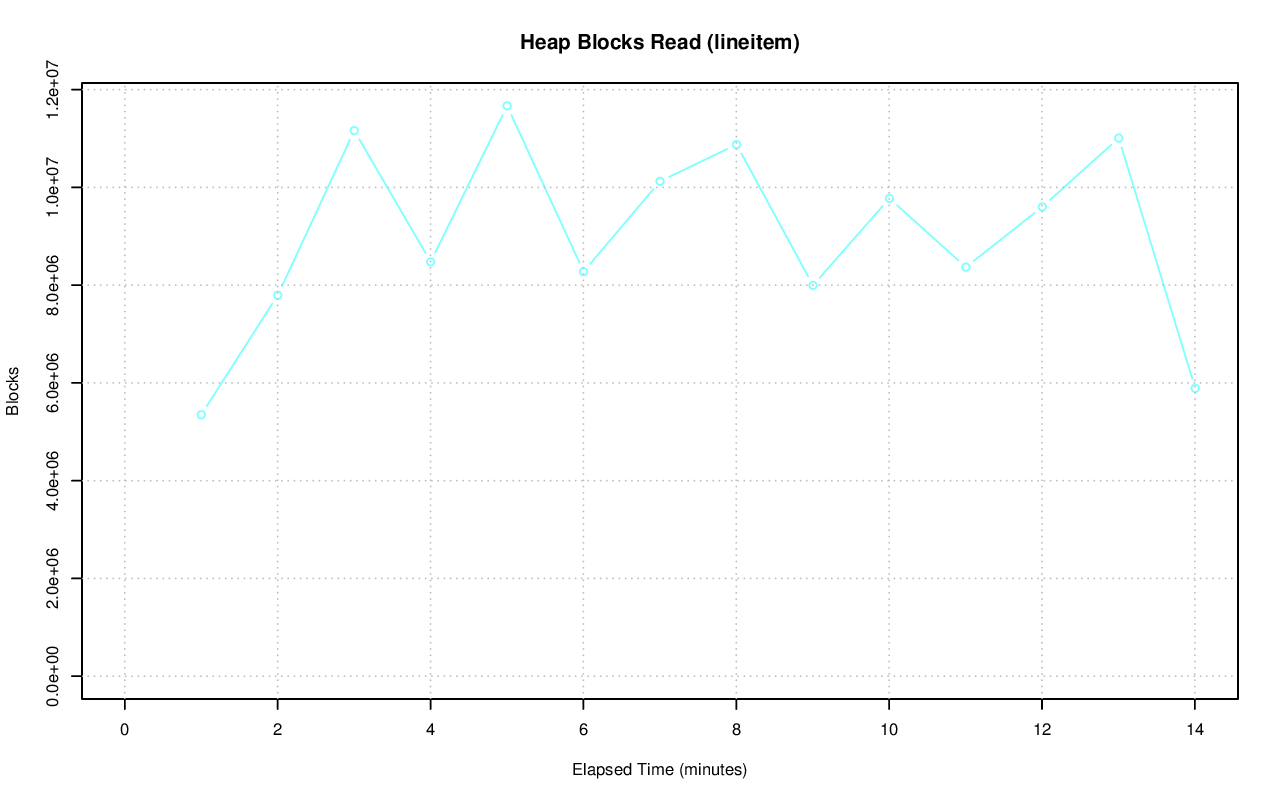 Heap Blocks Read (lineitem)
1.2e+07
1.0e+07
8.0e+06
6.0e+06
4.0e+06
2.0e+06
0.0e+00
Blocks
0 2 4 6 8 10 12 14
Elapsed Time (minutes)